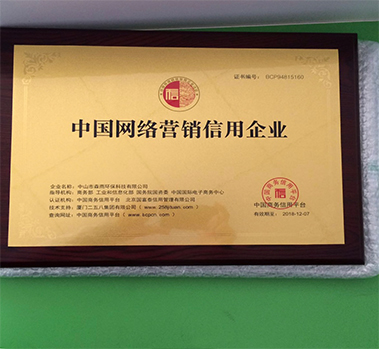 证书编号： BCP94615160
信
中国网络营销信用企业
企业名称：中山市森雨环保科技有限公司
指导机构：商务部 工业和信息化部 国务院国资委 中国国际电子商务中心
认证机构：中国商务信用平台 北京国富泰信用管理有限公司
技术支持：厦门二五八集团有限公司（
查询网址：中国商务信用平台（
中国商务信用平台
有效期至： 2018-12-07